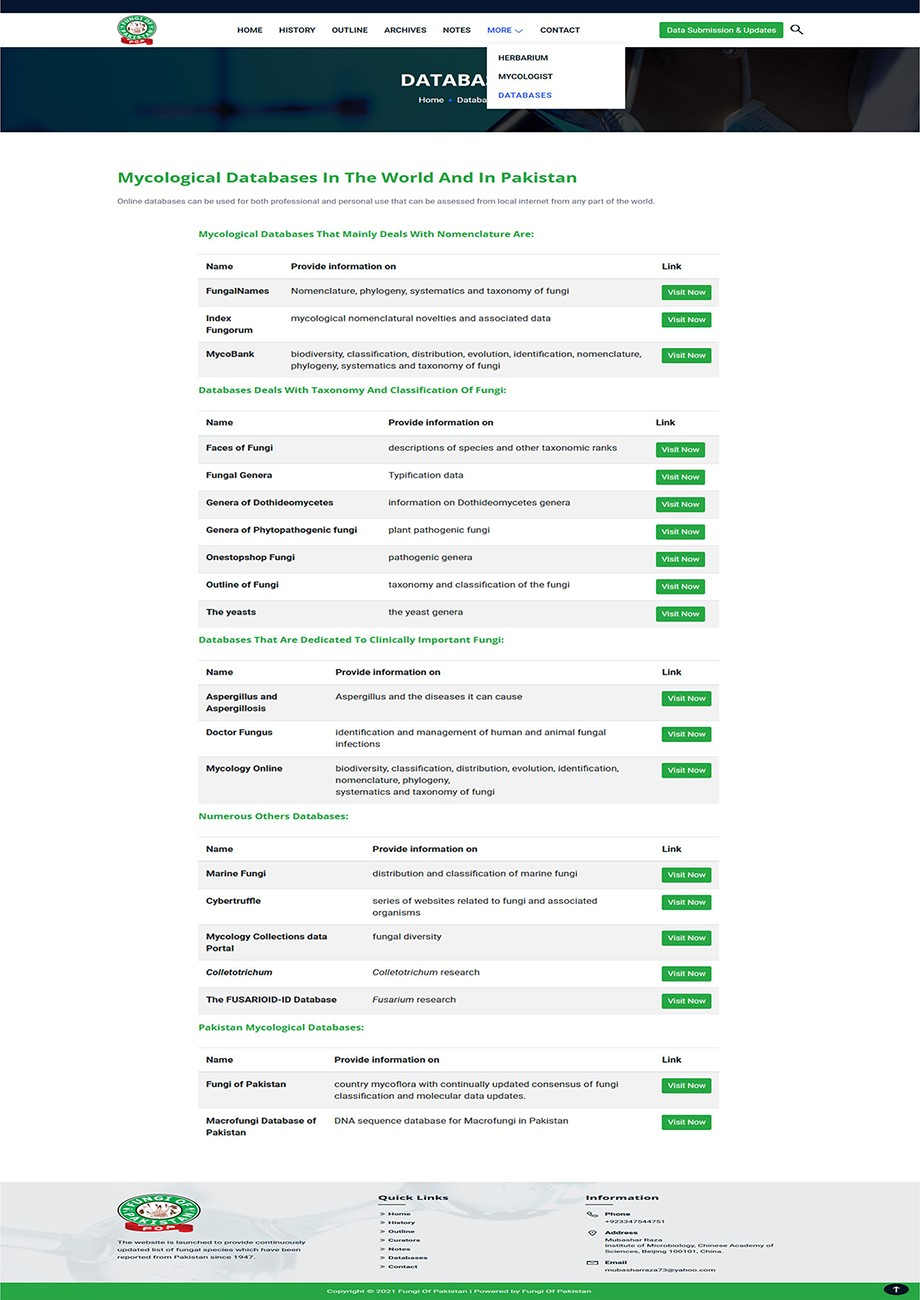 FUNGI OF
PAKISTAN
FOP
HOME HISTORY OUTLINE ARCHIVES NOTES MORE CONTACT
Data Submission & Updates
HERBARIUM
MYCOLOGIST
DATABASES
DATABAS
Home • Databa
Mycological Databases In The World And In Pakistan
Online databases can be used for both professional and personal use that can be assessed from local internet from any part of the world.
Mycological Databases That Mainly Deals With Nomenclature Are:
Name Provide information on Link
FungalNames Nomenclature, phylogeny, systematics and taxonomy of fungi Visit Now
Index mycological nomenclatural novelties and associated data Visit Now
Fungorum
MycoBank biodiversity, classification, distribution, evolution, identification, nomenclature, Visit Now
phylogeny, systematics and taxonomy of fungi
Databases Deals With Taxonomy And Classification Of Fungi:
Name Provide information on Link
Faces of Fungi descriptions of species and other taxonomic ranks Visit Now
Fungal Genera Typification data Visit Now
Genera of Dothideomycetes information on Dothideomycetes genera Visit Now
Genera of Phytopathogenic fungi plant pathogenic fungi Visit Now
Onestopshop Fungi pathogenic genera Visit Now
Outline of Fungi taxonomy and classification of the fungi Visit Now
The yeasts the yeast genera Visit Now
Databases That Are Dedicated To Clinically Important Fungi:
Name Provide information on Link
Aspergillus and Aspergillus and the diseases it can cause Visit Now
Aspergillosis
Doctor Fungus identification and management of human and animal fungal Visit Now
infections
Mycology Online biodiversity, classification, distribution, evolution, identification, Visit Now
nomenclature, phylogeny,
systematics and taxonomy of fungi
Numerous Others Databases:
Name Provide information on Link
Marine Fungi distribution and classification of marine fungi Visit Now
Cybertruffle series of websites related to fungi and associated Visit Now
organisms
Mycology Collections data fungal diversity Visit Now
Portal
Colletotrichum Colletotrichum research Visit Now
The FUSARIOID-ID Database Fusarium research Visit Now
Pakistan Mycological Databases:
Name Provide information on Link
Fungi of Pakistan country mycoflora with continually updated consensus of fungi Visit Now
classification and molecular data updates.
Macrofungi Database of DNA sequence database for Macrofungi in Pakistan Visit Now
Pakistan
FUNGI OF
PAKISTAN
FOP
The website is launched to provide continuously
updated list of fungal species which have been
reported from Pakistan since 1947.
Quick Links
> Home
> History
> Outline
> Curators
> Notes
> Databases
> Contact
Information
Phone
+923347544751
Address
Mubashar Raza
Institute of Microbiology, Chinese Academy of
Sciences, Beijing 100101, China.
Email
mubasharraza73@yahoo.com
Copyright © 2021 Fungi Of Pakistan | Powered by Fungi Of Pakistan